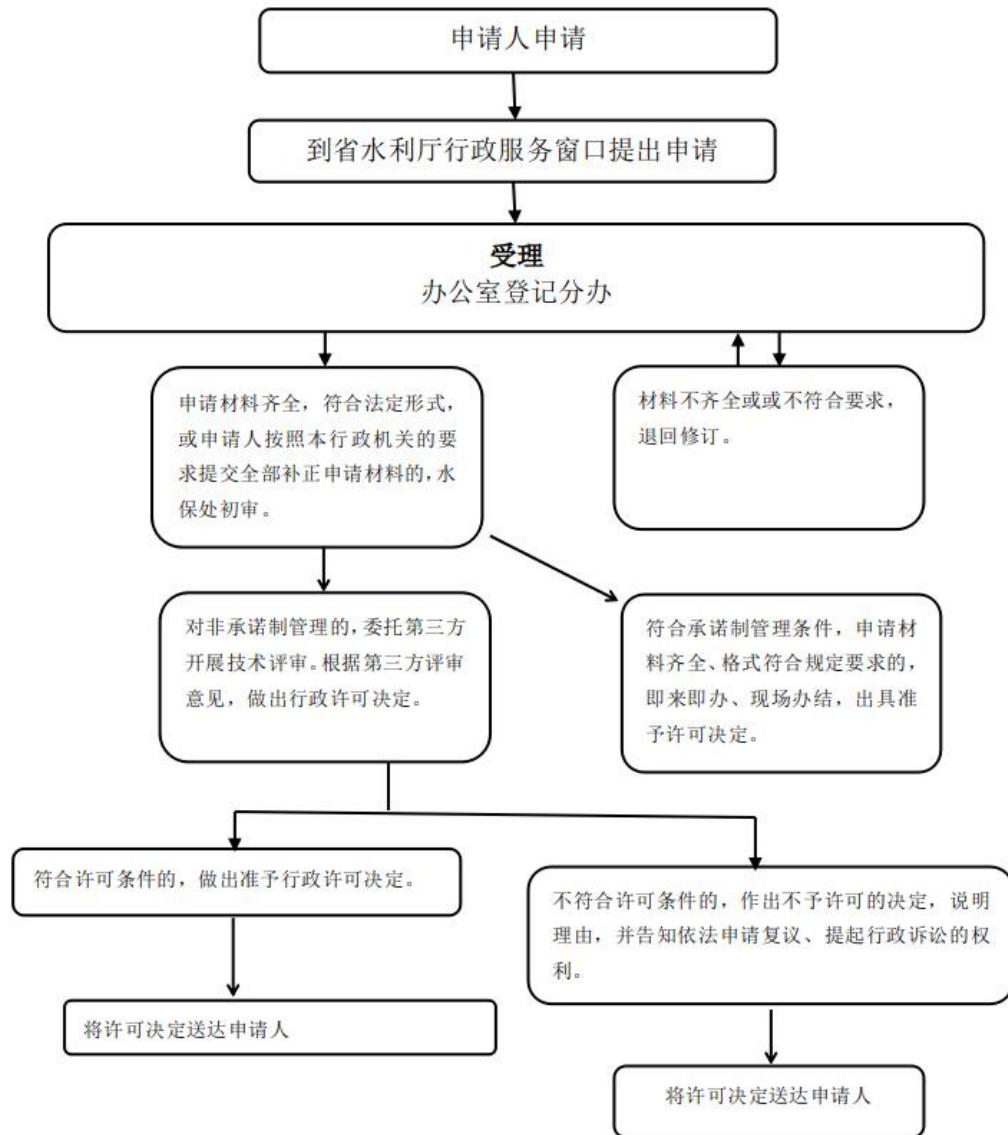 申请人申请
到省水利厅行政服务窗口提出申请
受理
办公室登记分办
申请材料齐全，符合法定形式，
或申请人按照本行政机关的要
求提交全部补正申请材料的，水
保处初审。
材料不齐全或或不符合要求，
退回修订。
对非承诺制管理的，委托第三方
开展技术评审。根据第三方评审
意见，做出行政许可决定。
符合承诺制管理条件，申请材
料齐全、格式符合规定要求的，
即来即办、现场办结，出具准
予许可决定。
符合许可条件的，做出准予行政许可决定。
不符合许可条件的，作出不予许可的决定，说明
理由，并告知依法申请复议、提起行政诉讼的权
利。
将许可决定送达申请人
将许可决定送达申请人